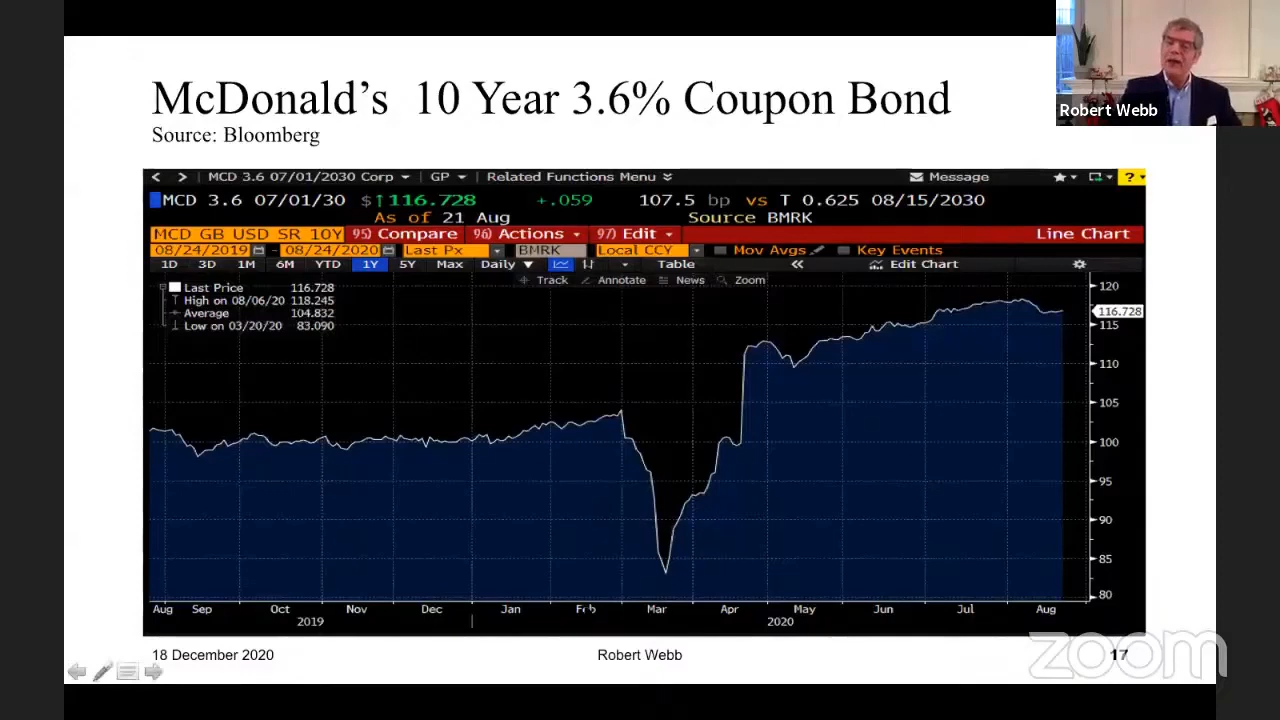 McDonald's 10 Year 3.6% Coupon Bond
Robert Webb
Source: Bloomberg
< > MCD 3.6 07/01/2030 Corp GP Related Functions Menu Message ?
MCD 3.6 07/01/30 $↑116.728 +.059 107.5 bp vs T 0.625 08/15/2030
As of 21 Aug Source BMRK
MCD GB USD SR 10Y 95) Compare 96) Actions 97) Edit Line Chart
08/24/2019 - 08/24/2020 Last Px BMRK Local CCY Mov Avgs Key Events
1D 3D 1M 6M YTD 1Y 5Y Max Daily ▼ Table « Edit Chart
Track Annotate News Zoom
Last Price 116.728
High on 08/06/20 118.245
Average 104.832
Low on 03/20/20 83.090
120
116.728
115
110
105
100
95
90
85
80
Aug Sep Oct Nov Dec Jan Feb Mar Apr May Jun Jul Aug
2019 2020
18 December 2020 Robert Webb 17
zoom